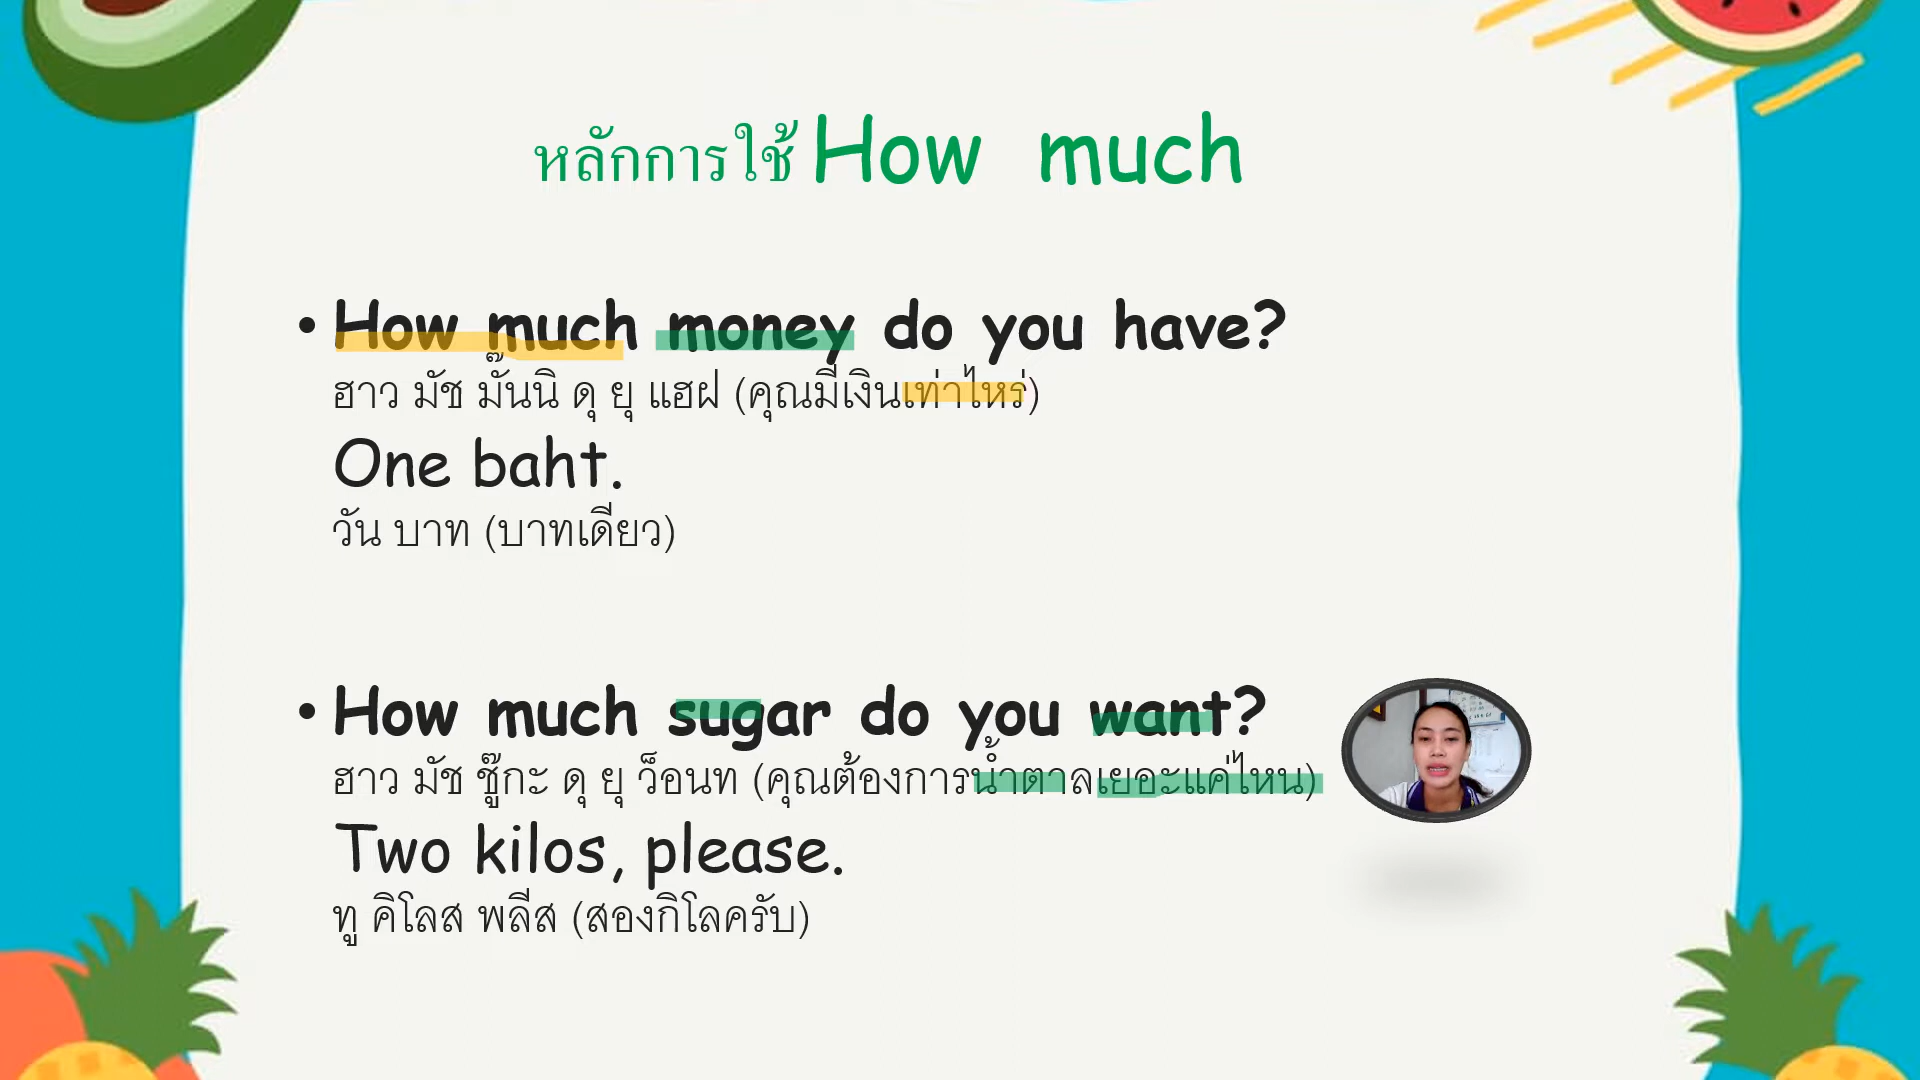 หลักการใช้ How much
• How much money do you have?
ฮาว มัช มั๊นนิ ดุ ยุ แฮฝ (คุณมีเงินเท่าไหร่)
One baht.
วัน บาท (บาทเดียว)
• How much sugar do you want?
ฮาว มัช ชู๊กะ ดุ ยุ ว็อนท (คุณต้องการน้ำตาลเยอะแค่ไหน)
Two kilos, please.
ทู คิโลส พลีส (สองกิโลครับ)